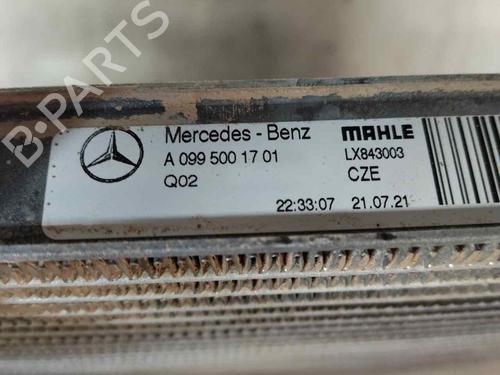 B-PARTS
Mercedes-Benz
A 099 500 17 01
Q02
MAHLE
LX843003
CZE
22:33:07 21.07.21